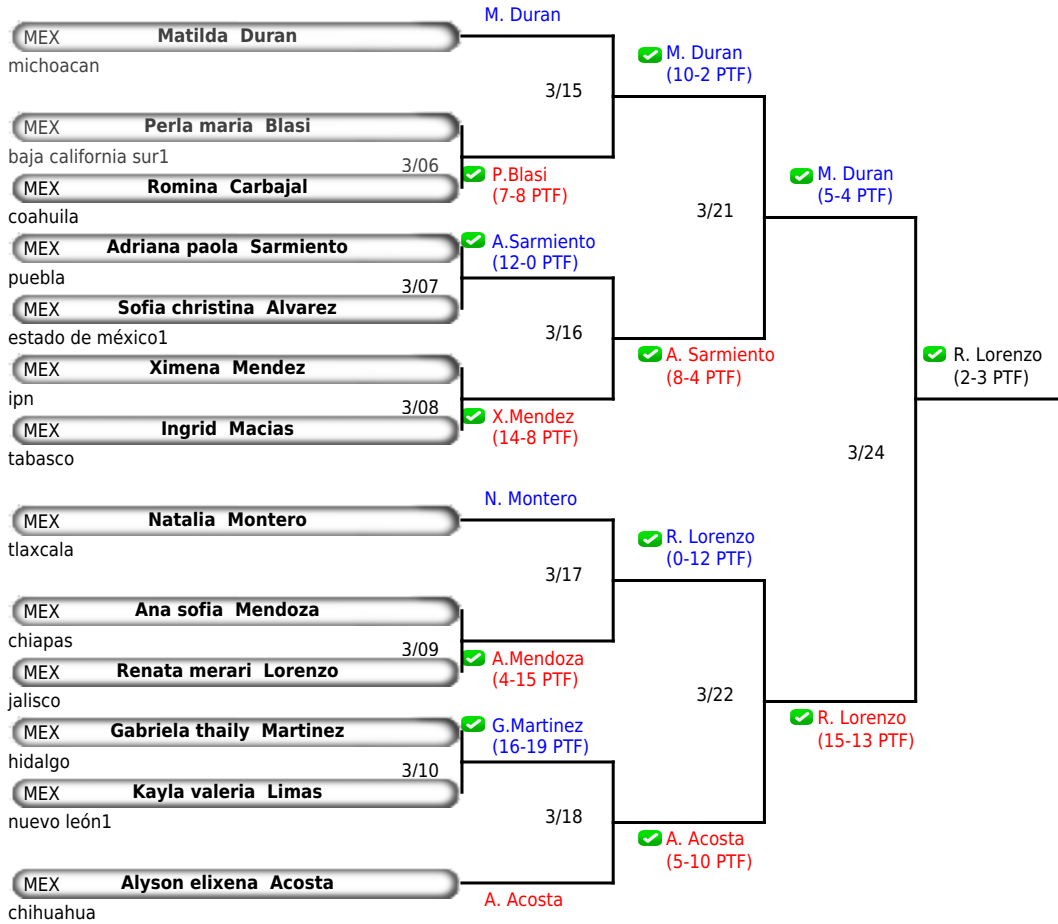 MEX Matilda Duran
michoacan
M. Duran
3/15
M. Duran
(10-2 PTF)
MEX Perla maria Blasi
baja california sur1
3/06
MEX Romina Carbajal
coahuila
P.Blasi
(7-8 PTF)
3/21
M. Duran
(5-4 PTF)
MEX Adriana paola Sarmiento
puebla
A.Sarmiento
(12-0 PTF)
3/07
MEX Sofia christina Alvarez
estado de méxico1
3/16
A. Sarmiento
(8-4 PTF)
MEX Ximena Mendez
ipn
3/08
MEX Ingrid Macias
tabasco
X.Mendez
(14-8 PTF)
R. Lorenzo
(2-3 PTF)
3/24
MEX Natalia Montero
tlaxcala
N. Montero
3/17
R. Lorenzo
(0-12 PTF)
MEX Ana sofia Mendoza
chiapas
3/09
MEX Renata merari Lorenzo
jalisco
A.Mendoza
(4-15 PTF)
3/22
R. Lorenzo
(15-13 PTF)
MEX Gabriela thaily Martinez
hidalgo
G.Martinez
(16-19 PTF)
3/10
MEX Kayla valeria Limas
nuevo león1
3/18
A. Acosta
(5-10 PTF)
MEX Alyson elixena Acosta
chihuahua
A. Acosta